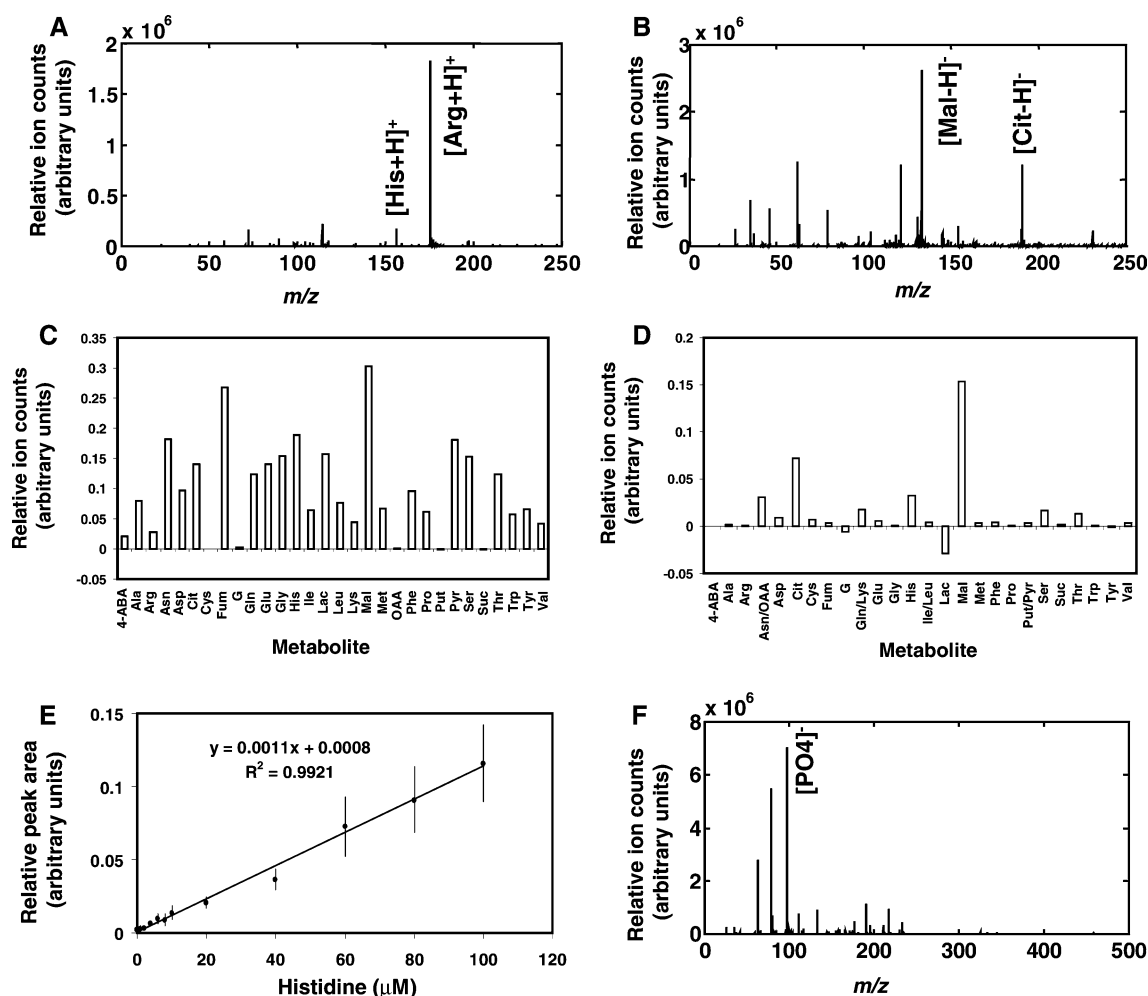 A
x 10⁶
2
1.5
1
0.5
0
0
50
100
150
200
250
Relative ion counts
(arbitrary units)
m/z
[His+H]⁺
[Arg+H]⁺
B
x 10⁶
3
2
1
0
0
50
100
150
200
250
Relative ion counts
(arbitrary units)
m/z
[Mal-H]⁻
[Cit-H]⁻
C
0.35
0.3
0.25
0.2
0.15
0.1
0.05
0
-0.05
Relative ion counts
(arbitrary units)
4-ABA
Ala
Arg
Asn
Asp
Cit
Cys
Fum
G
Gln
Glu
Gly
His
Ile
Lac
Leu
Lys
Mal
Met
OAA
Phe
Pro
Put
Pyr
Ser
Suc
Thr
Trp
Tyr
Val
Metabolite
D
0.2
0.15
0.1
0.05
0
-0.05
Relative ion counts
(arbitrary units)
4-ABA
Ala
Arg
Asn/OAA
Asp
Cit
Cys
Fum
G
Gln/Lys
Glu
Gly
His
Ile/Leu
Lac
Mal
Met
Phe
Pro
Put/Pyr
Ser
Suc
Thr
Trp
Tyr
Val
Metabolite
E
0.15
0.1
0.05
0
0
20
40
60
80
100
120
Relative peak area
(arbitrary units)
y = 0.0011x + 0.0008
R² = 0.9921
Histidine (μM)
F
x 10⁶
8
6
4
2
0
0
100
200
300
400
500
Relative ion counts
(arbitrary units)
[PO4]⁻
m/z